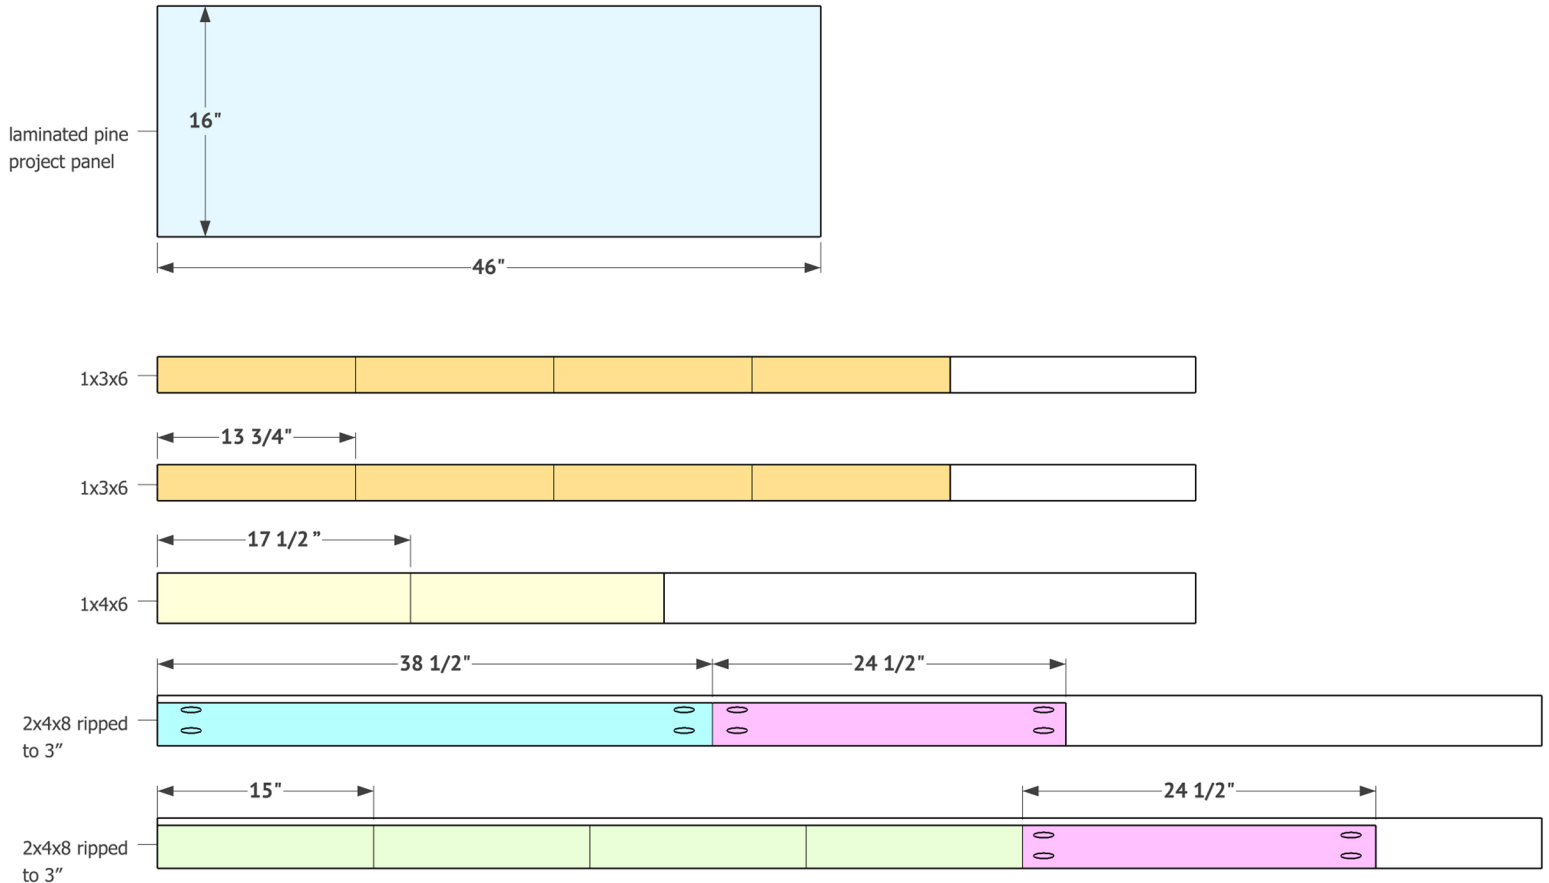 16"
laminated pine
project panel
46"
1x3x6
13 3/4"
1x3x6
17 1/2 ”
1x4x6
38 1/2" 24 1/2"
2x4x8 ripped
to 3”
15" 24 1/2"
2x4x8 ripped
to 3”